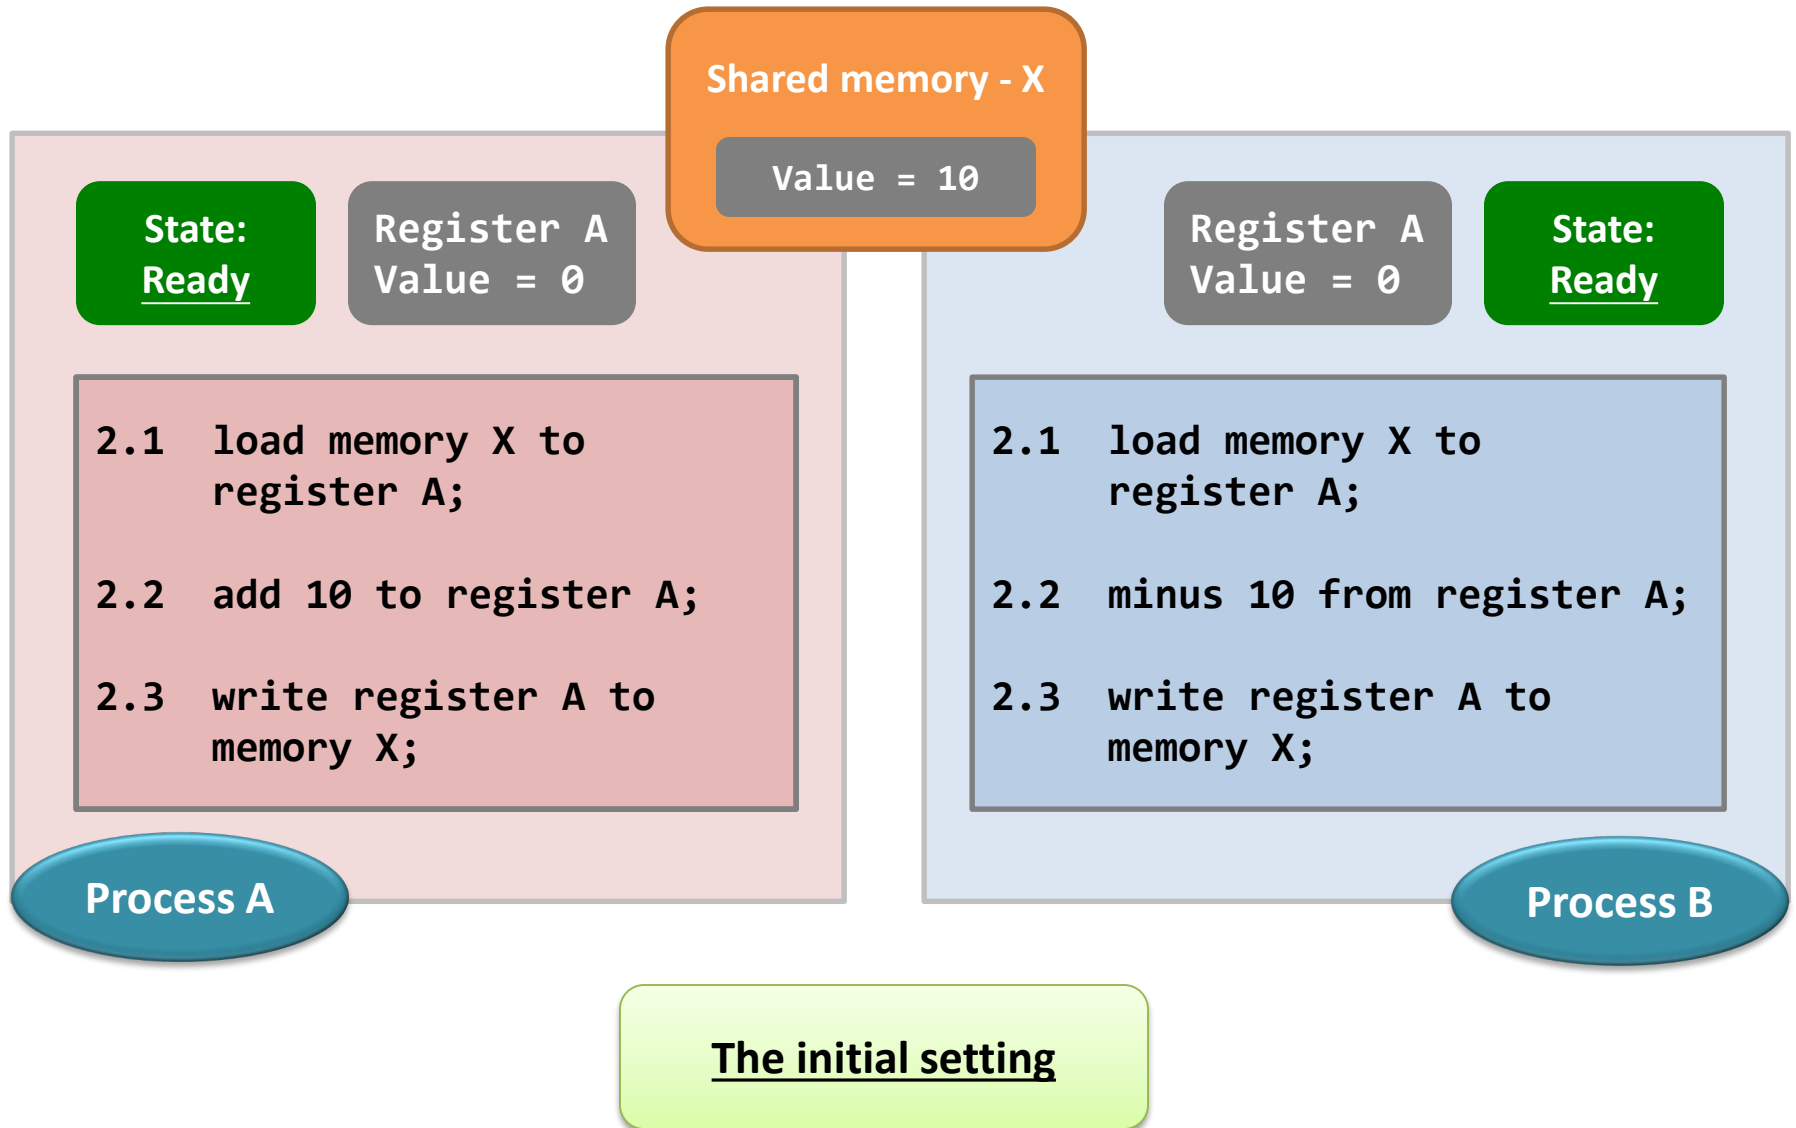 Shared memory - X
Value = 10
State:
Ready
Register A
Value = 0
2.1 load memory X to
register A;
2.2 add 10 to register A;
2.3 write register A to
memory X;
Process A
Register A
Value = 0
State:
Ready
2.1 load memory X to
register A;
2.2 minus 10 from register A;
2.3 write register A to
memory X;
Process B
The initial setting